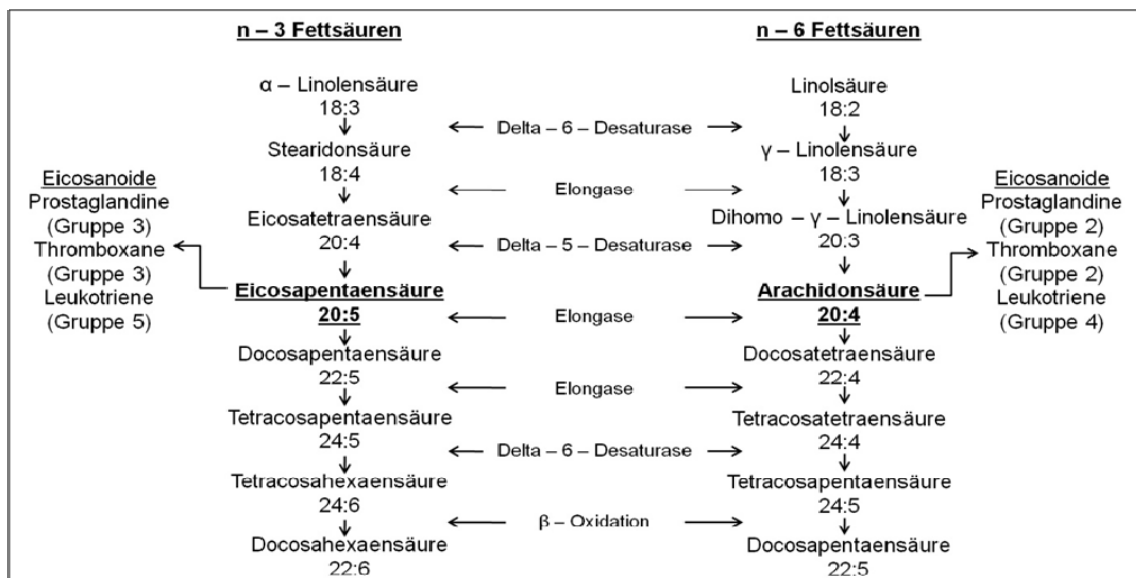 n – 3 Fettsäuren
n – 6 Fettsäuren
α – Linolensäure
18:3
Linolsäure
18:2
Delta – 6 – Desaturase
Stearidonsäure
18:4
γ – Linolensäure
18:3
Elongase
Eicosatetraensäure
20:4
Dihomo – γ – Linolensäure
20:3
Delta – 5 – Desaturase
Eicosanoide
Prostaglandine
(Gruppe 3)
Thromboxane
(Gruppe 3)
Leukotriene
(Gruppe 5)
Eicosanoide
Prostaglandine
(Gruppe 2)
Thromboxane
(Gruppe 2)
Leukotriene
(Gruppe 4)
Eicosapentaensäure
20:5
Arachidonsäure
20:4
Elongase
Docosapentaensäure
22:5
Docosatetraensäure
22:4
Elongase
Tetracosapentaensäure
24:5
Tetracosatetraensäure
24:4
Delta – 6 – Desaturase
Tetracosahexaensäure
24:6
Tetracosapentaensäure
24:5
β – Oxidation
Docosahexaensäure
22:6
Docosapentaensäure
22:5